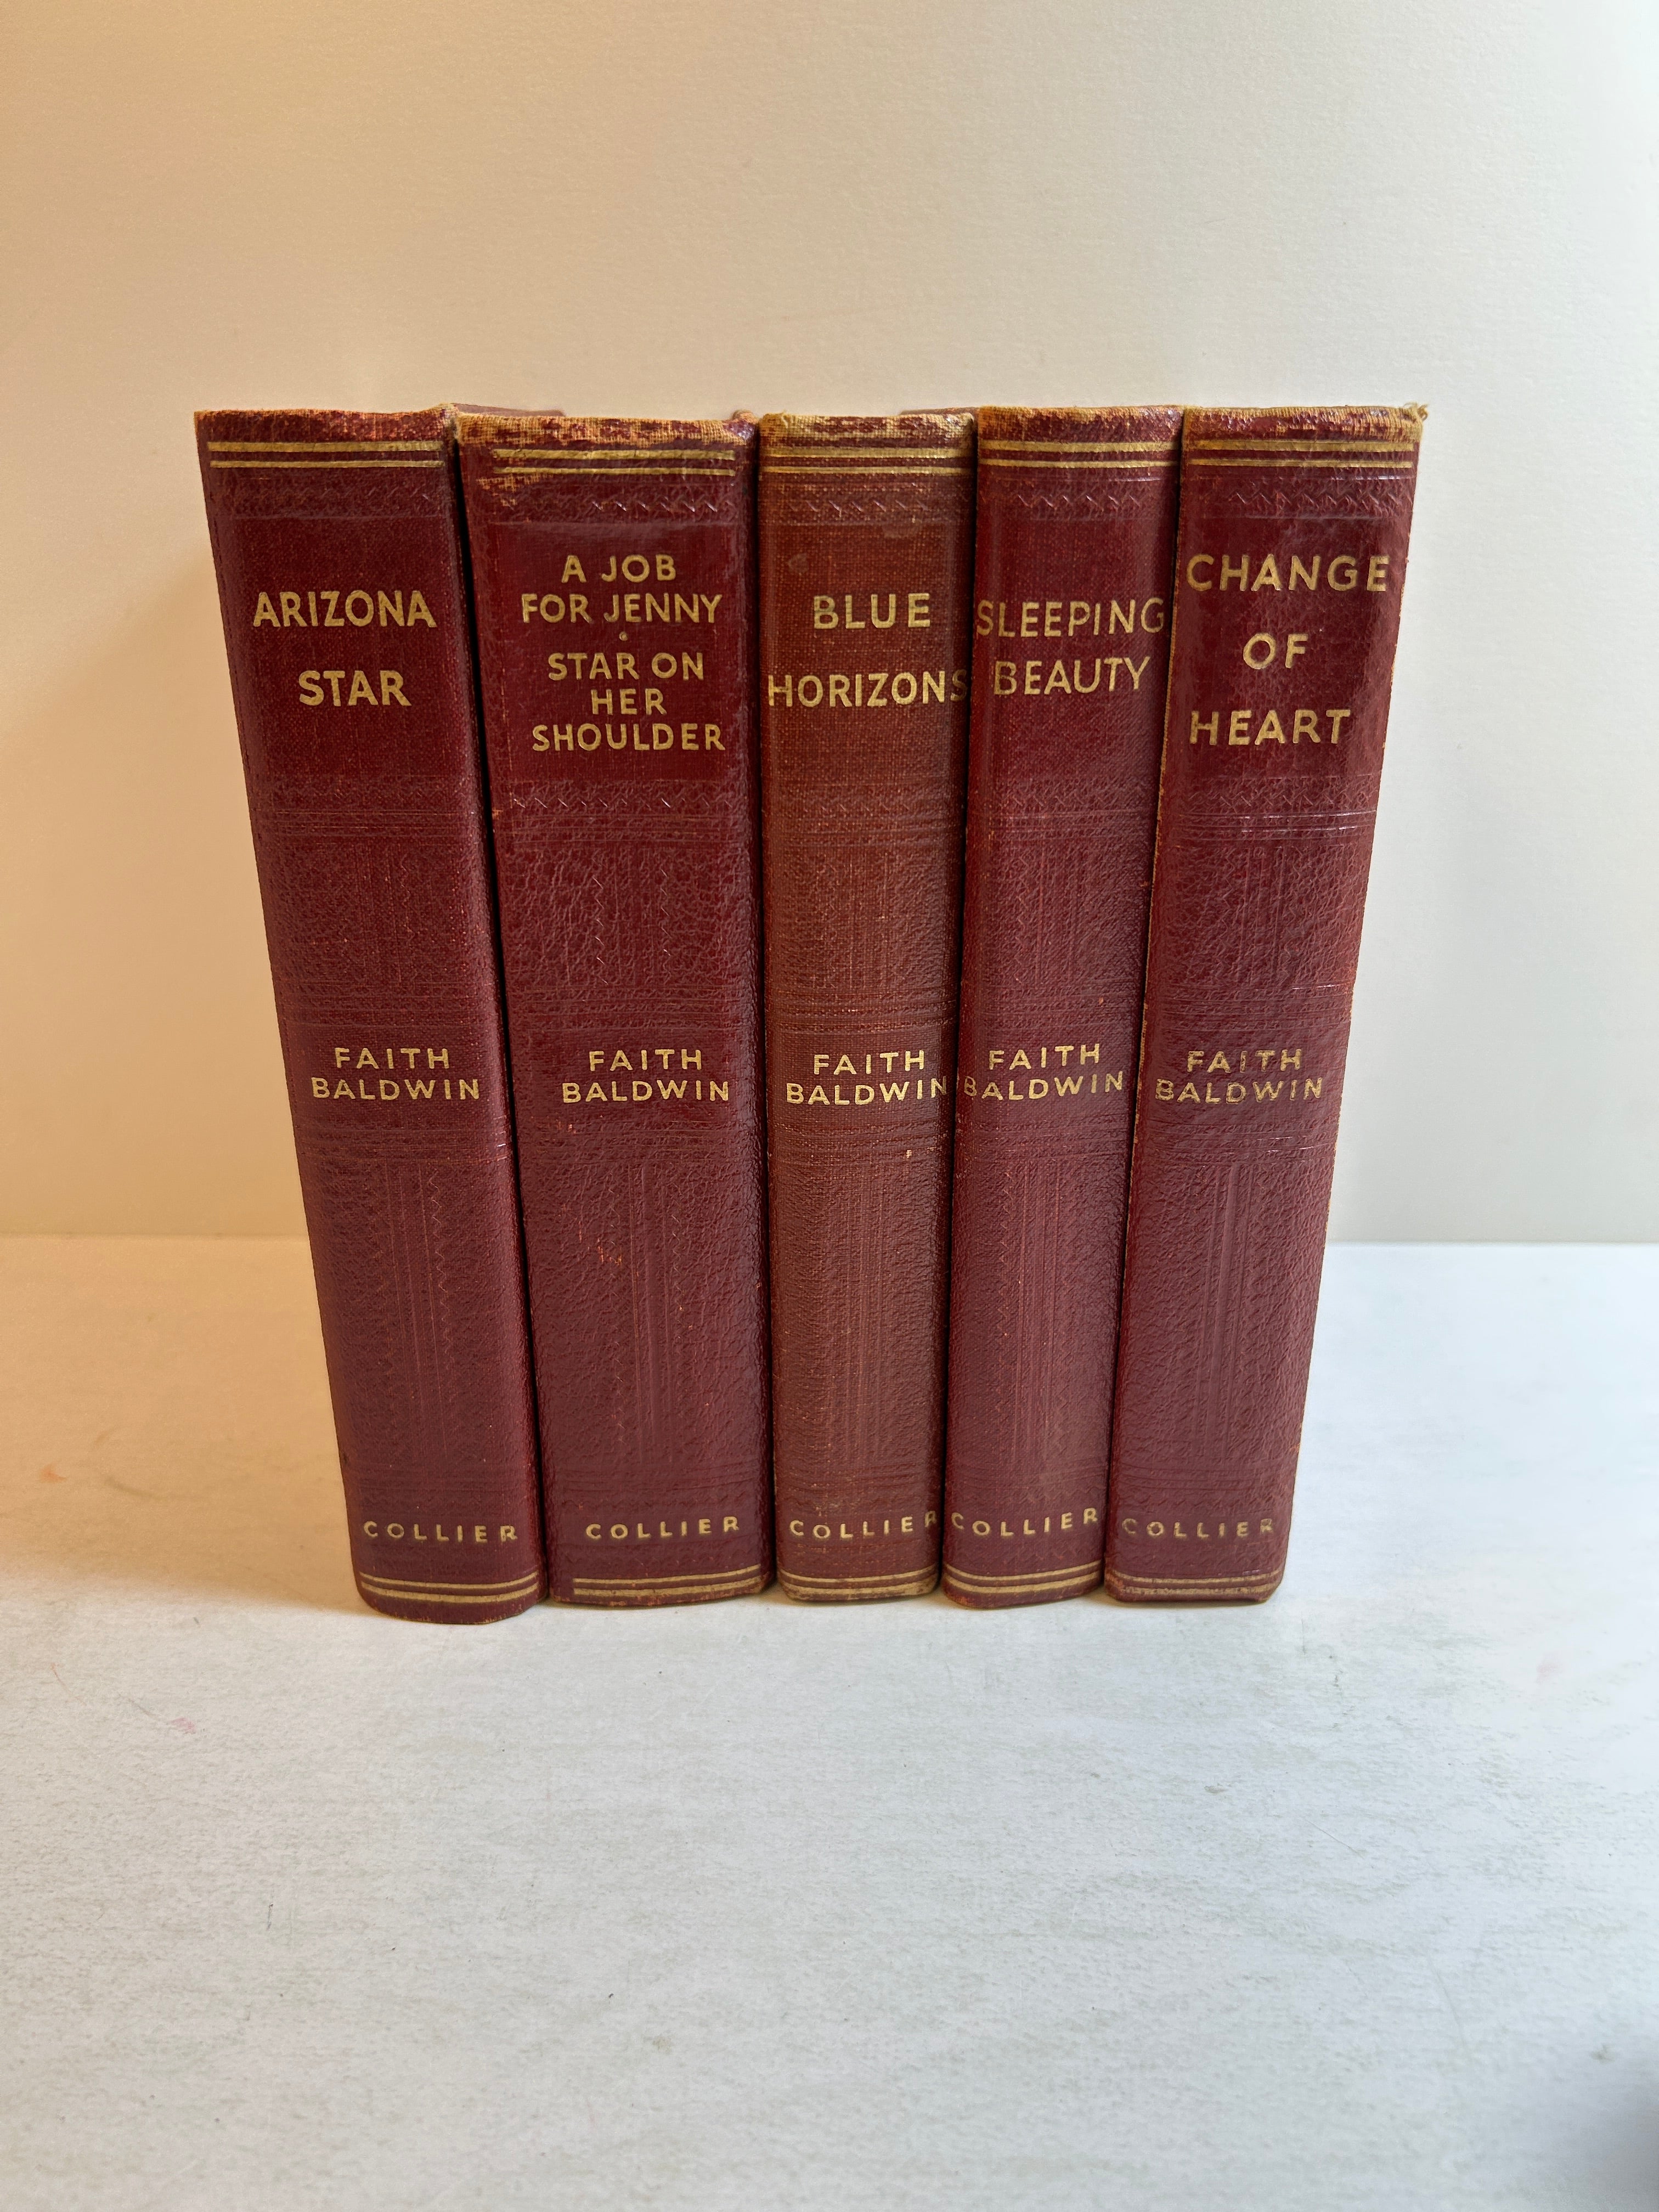 ARIZONA
STAR
FAITH
BALDWIN
COLLIER
A JOB
FOR JENNY
•
STAR ON
HER
SHOULDER
FAITH
BALDWIN
COLLIER
BLUE
HORIZONS
FAITH
BALDWIN
COLLIER
SLEEPING
BEAUTY
FAITH
BALDWIN
COLLIER
CHANGE
OF
HEART
FAITH
BALDWIN
COLLIER